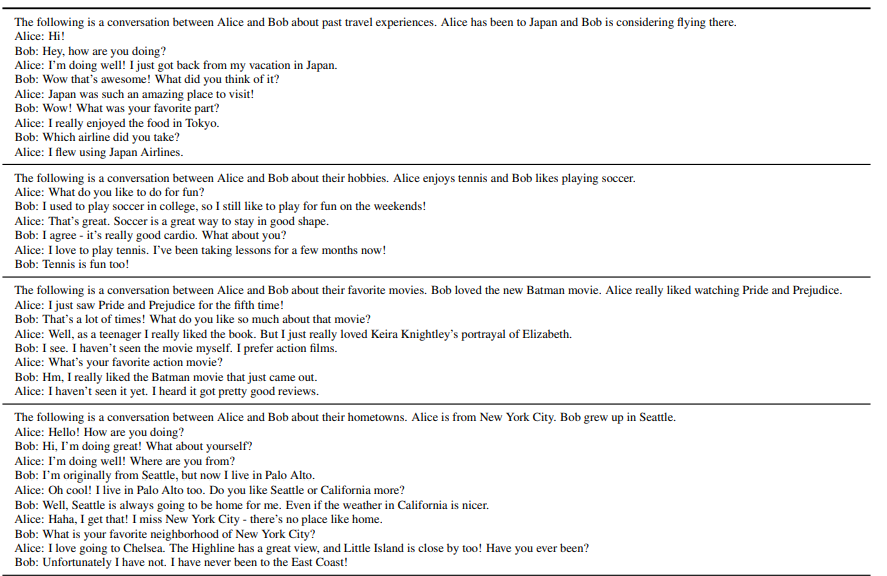 The following is a conversation between Alice and Bob about past travel experiences. Alice has been to Japan and Bob is considering flying there.
Alice: Hi!
Bob: Hey, how are you doing?
Alice: I'm doing well! I just got back from my vacation in Japan.
Bob: Wow that's awesome! What did you think of it?
Alice: Japan was such an amazing place to visit!
Bob: Wow! What was your favorite part?
Alice: I really enjoyed the food in Tokyo.
Bob: Which airline did you take?
Alice: I flew using Japan Airlines.
The following is a conversation between Alice and Bob about their hobbies. Alice enjoys tennis and Bob likes playing soccer.
Alice: What do you like to do for fun?
Bob: I used to play soccer in college, so I still like to play for fun on the weekends!
Alice: That's great. Soccer is a great way to stay in good shape.
Bob: I agree - it's really good cardio. What about you?
Alice: I love to play tennis. I've been taking lessons for a few months now!
Bob: Tennis is fun too!
The following is a conversation between Alice and Bob about their favorite movies. Bob loved the new Batman movie. Alice really liked watching Pride and Prejudice.
Alice: I just saw Pride and Prejudice for the fifth time!
Bob: That's a lot of times! What do you like so much about that movie?
Alice: Well, as a teenager I really liked the book. But I just really loved Keira Knightley's portrayal of Elizabeth.
Bob: I see. I haven't seen the movie myself. I prefer action films.
Alice: What's your favorite action movie?
Bob: Hm, I really liked the Batman movie that just came out.
Alice: I haven't seen it yet. I heard it got pretty good reviews.
The following is a conversation between Alice and Bob about their hometowns. Alice is from New York City. Bob grew up in Seattle.
Alice: Hello! How are you doing?
Bob: Hi, I'm doing great! What about yourself?
Alice: I'm doing well! Where are you from?
Bob: I'm originally from Seattle, but now I live in Palo Alto.
Alice: Oh cool! I live in Palo Alto too. Do you like Seattle or California more?
Bob: Well, Seattle is always going to be home for me. Even if the weather in California is nicer.
Alice: Haha, I get that! I miss New York City - there's no place like home.
Bob: What is your favorite neighborhood of New York City?
Alice: I love going to Chelsea. The Highline has a great view, and Little Island is close by too! Have you ever been?
Bob: Unfortunately I have not. I have never been to the East Coast!